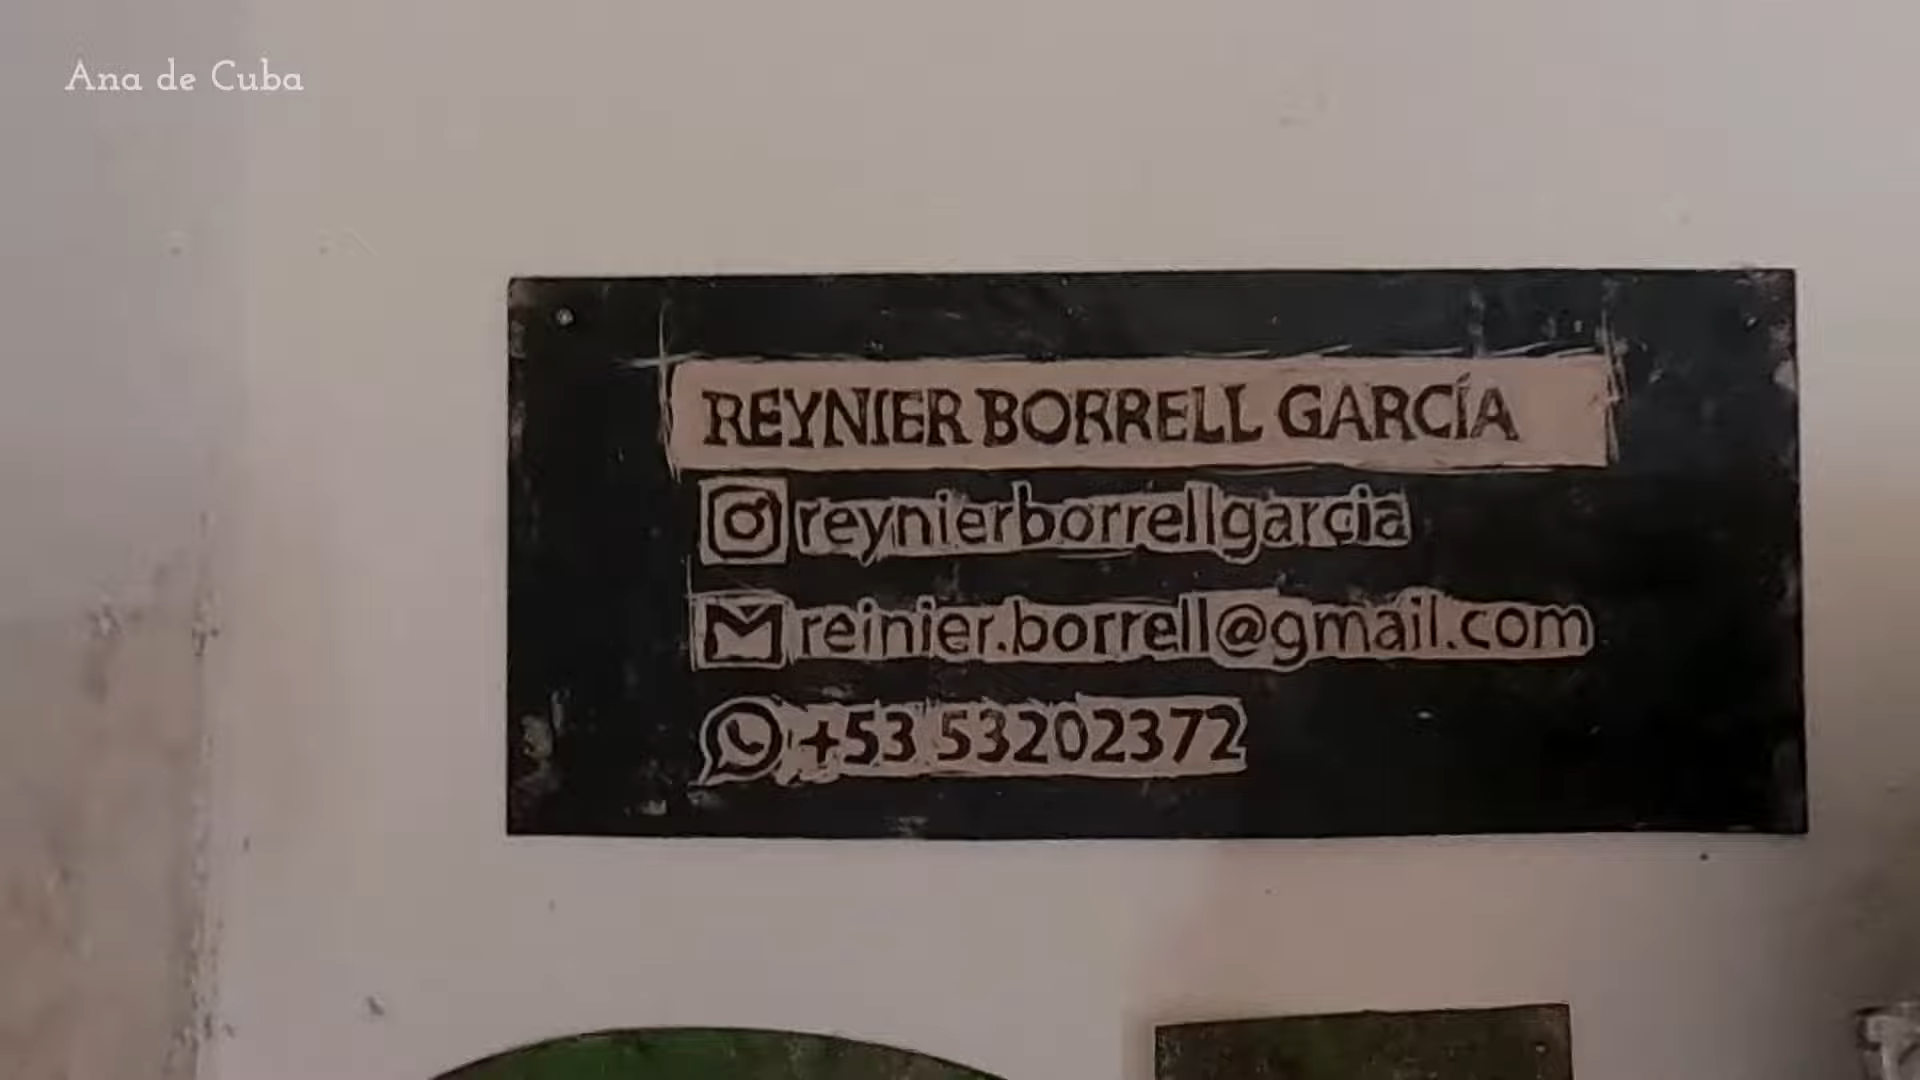 Ana de Cuba
REYNIER BORRELL GARCÍA
reynierborrellgarcia
reinier.borrell@gmail.com
+53 53202372